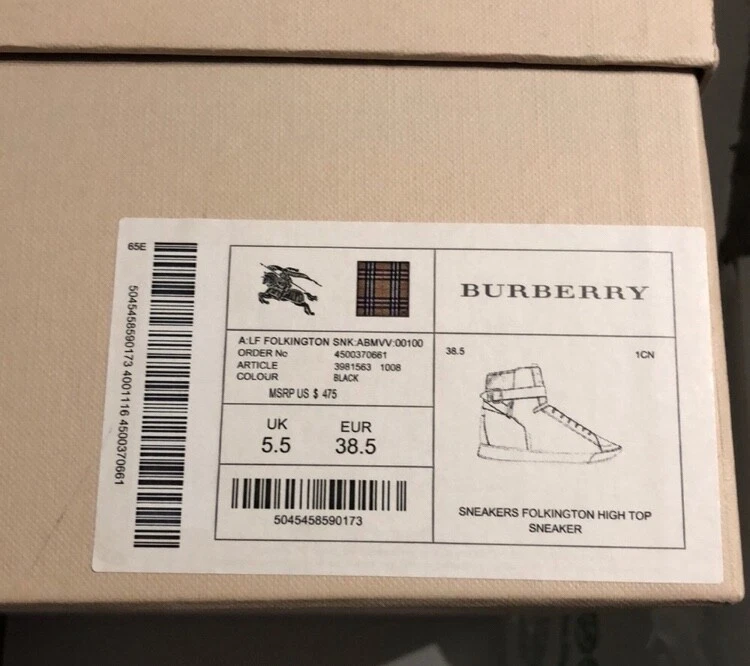 65E
5045458590173 4001116 4500370661
BURBERRY
A:LF FOLKINGTON SNK:ABMVV:00100
ORDER No 4500370661
ARTICLE 3981563 1008
COLOUR BLACK
MSRP US $ 475
UK EUR
5.5 38.5
5045458590173
38.5 1CN
SNEAKERS FOLKINGTON HIGH TOP
SNEAKER